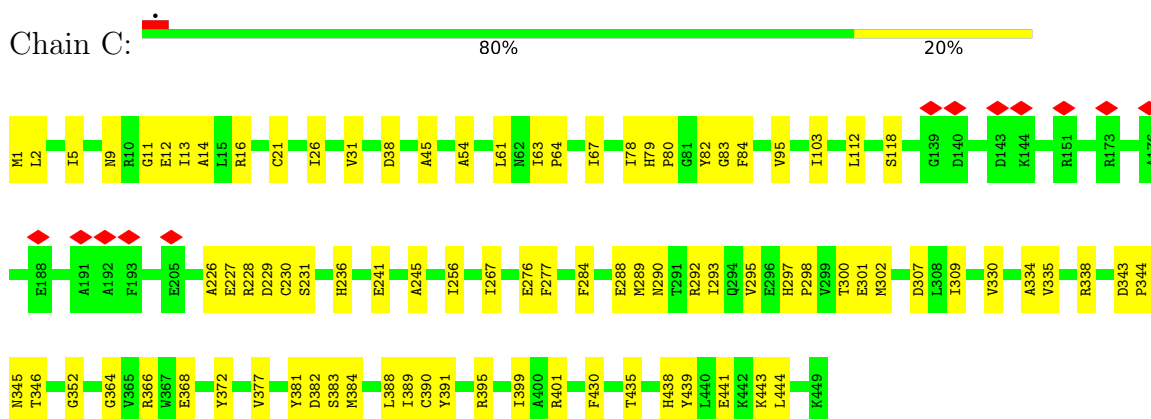 Chain C:
80%
20%
M1 L2 I5 N9 R10 G11 E12 I13 A14 L15 R16 C21 I26 V31 D38 A45 A54 L61 N62 I63 P64 I67 I78 H79 P80 G81 Y82 G83 F84 V95 I103 L112 S118 G139 D140 D143 K144 R151 R173 A176
E188 A191 A192 F193 E205 A226 E227 R228 D229 C230 S231 H236 E241 A245 I256 I267 E276 F277 F284 E288 M289 N290 T291 R292 I293 Q294 V295 E296 H297 P298 V299 T300 E301 M302 D307 L308 I309 V330 A334 V335 R338 D343 P344
N345 T346 G352 G364 V365 R366 W367 E368 Y372 V377 Y381 D382 S383 M384 L388 I389 C390 Y391 R395 I399 A400 R401 F430 T435 H438 Y439 L440 E441 K442 K443 L444 K449